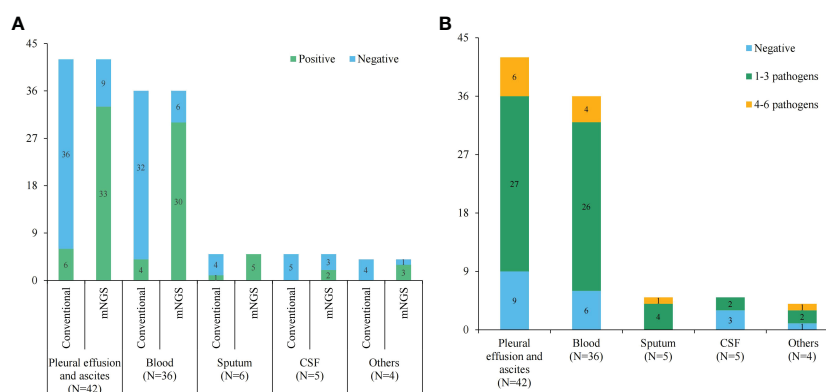 A
45
36
27
18
9
0
Positive Negative
36
6
9
33
32
4
6
30
4
1
5
5
3
2
4
1
3
Conventional
mNGS
Conventional
mNGS
Conventional
mNGS
Conventional
mNGS
Conventional
mNGS
Pleural effusion
and ascites
(N=42)
Blood
(N=36)
Sputum
(N=6)
CSF
(N=5)
Others
(N=4)
B
45
36
27
18
9
0
Negative
1-3 pathogens
4-6 pathogens
6
27
9
4
26
6
1
4
2
3
1
2
1
Pleural
effusion and
ascites
(N=42)
Blood
(N=36)
Sputum
(N=5)
CSF
(N=5)
Others
(N=4)